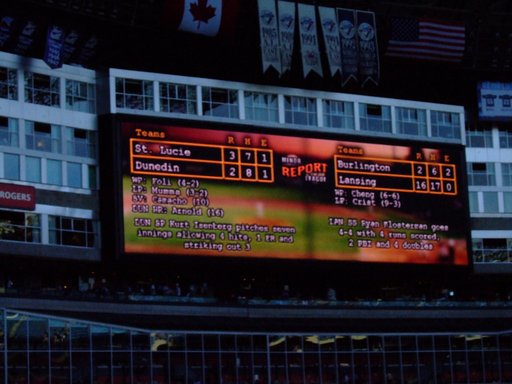 Teams R H E
St. Lucie 3 7 1
Dunedin 2 8 1
WP: Foli (4-2)
LP: Mumma (3-2)
SV: Camacho (10)
DUN HR: Arnold (16)
DUN SP Kurt Isenberg pitches seven
innings allowing 4 hits, 1 ER and
striking out 3
MINOR
REPORT
LEAGUE
Teams R H E
Burlington 2 6 2
Lansing 16 17 0
WP: Cheng (6-6)
LP: Crist (9-3)
LAN SS Ryan Klosterman goes
4-4 with 4 runs scored,
2 RBI and 4 doubles
ROGERS